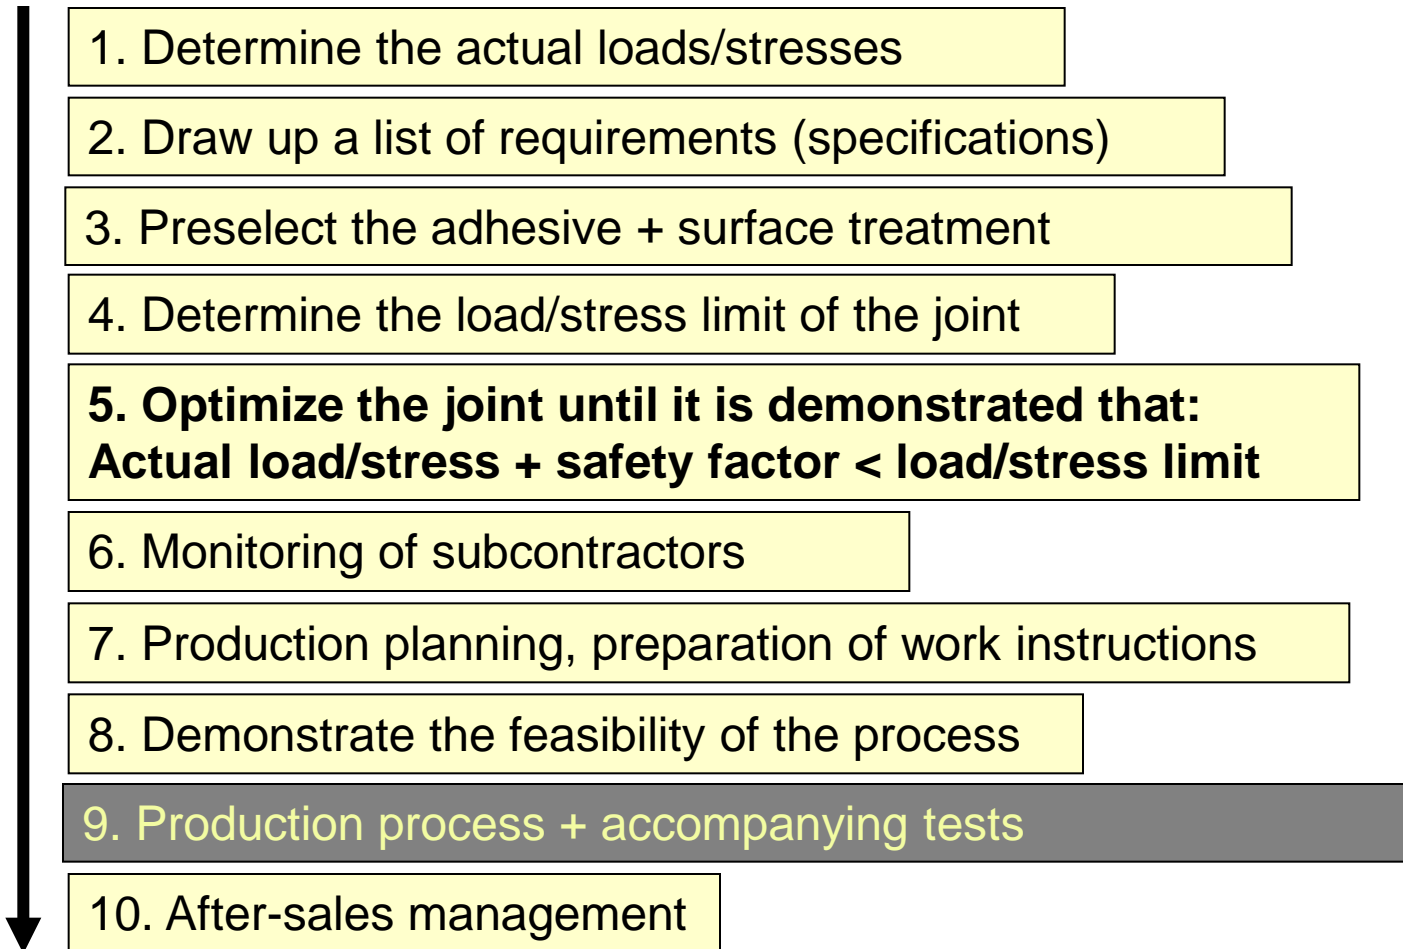 1. Determine the actual loads/stresses
2. Draw up a list of requirements (specifications)
3. Preselect the adhesive + surface treatment
4. Determine the load/stress limit of the joint
5. Optimize the joint until it is demonstrated that:
Actual load/stress + safety factor < load/stress limit
6. Monitoring of subcontractors
7. Production planning, preparation of work instructions
8. Demonstrate the feasibility of the process
9. Production process + accompanying tests
10. After-sales management